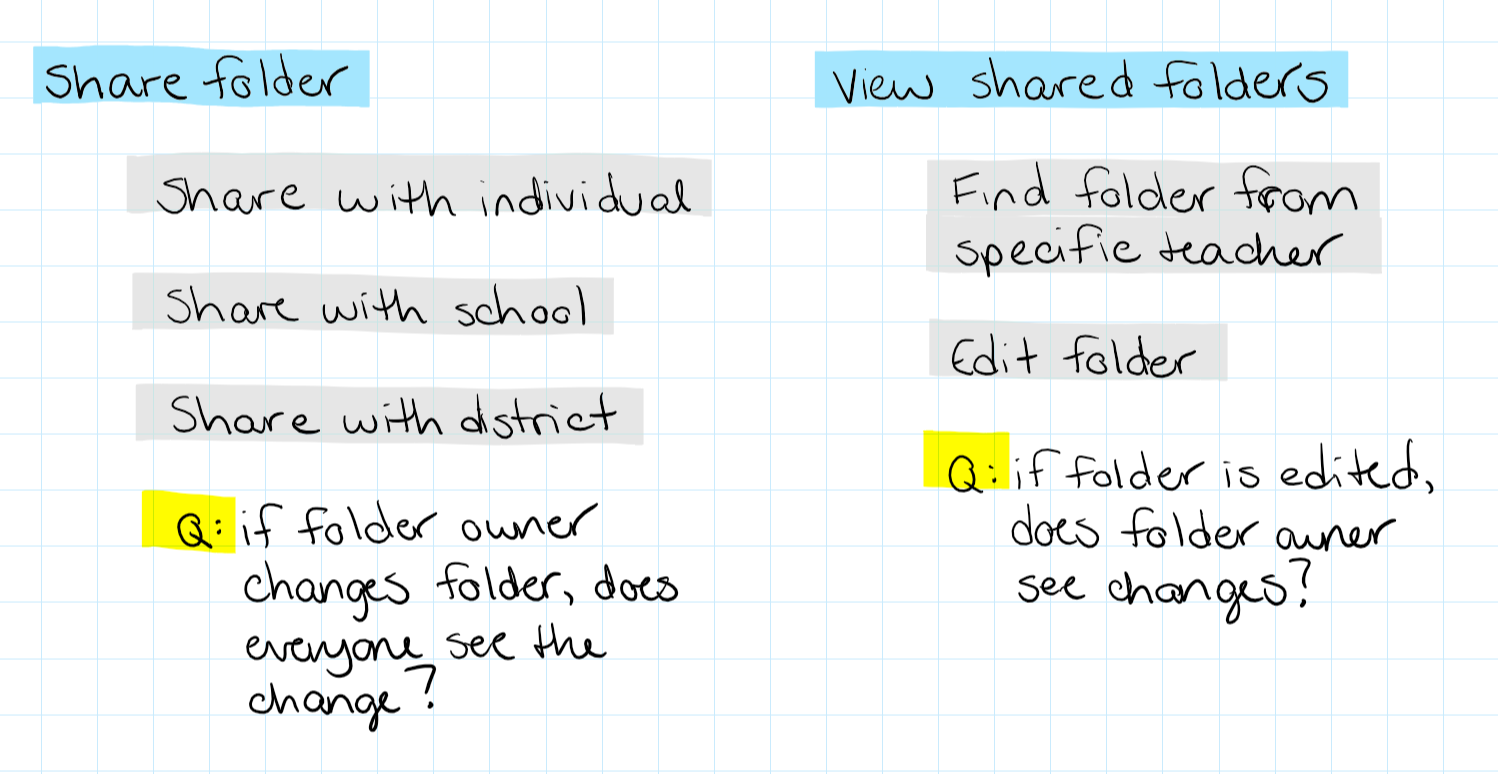 Share folder
Share with individual
Share with school
Share with district
Q: if folder owner
changes folder, does
everyone see the
change?
View shared folders
Find folder from
specific teacher
Edit folder
Q: if folder is edited,
does folder owner
see changes?